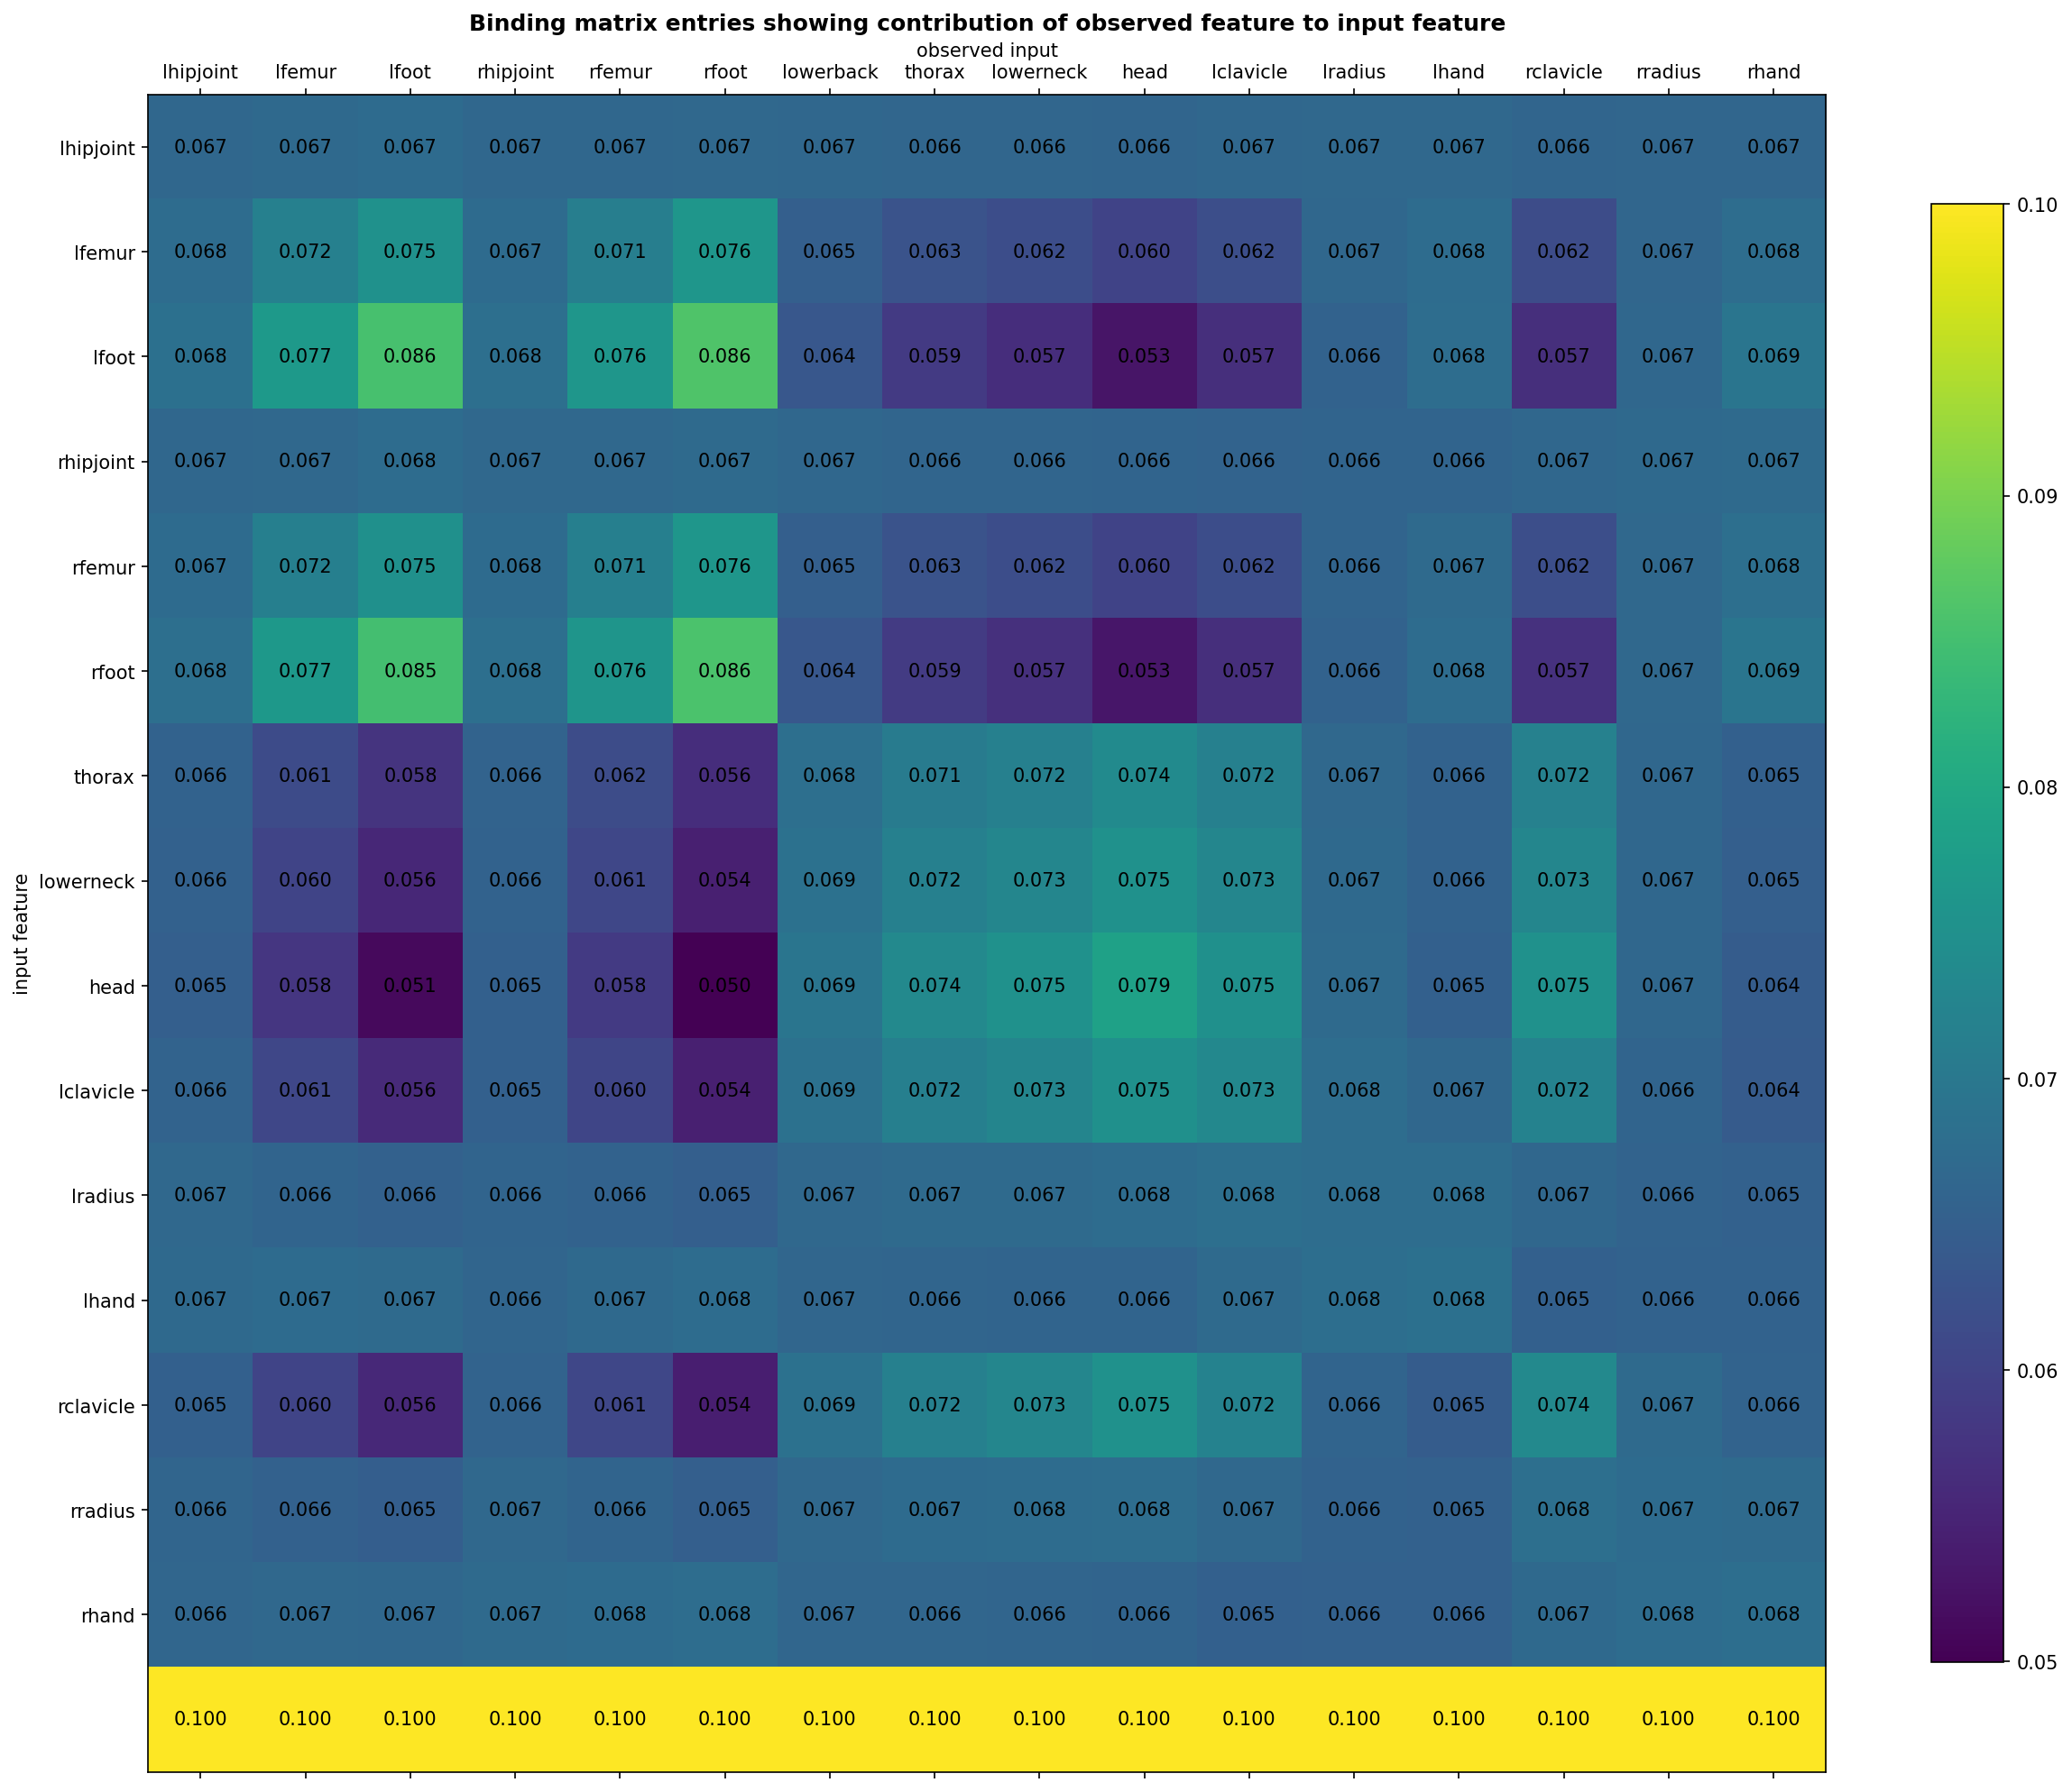 Binding matrix entries showing contribution of observed feature to input feature
observed input
lhipjoint lfemur lfoot rhipjoint rfemur rfoot lowerback thorax lowerneck head lclavicle lradius lhand rclavicle rradius rhand
lhipjoint 0.067 0.067 0.067 0.067 0.067 0.067 0.067 0.066 0.066 0.066 0.067 0.067 0.067 0.066 0.067 0.067
lfemur 0.068 0.072 0.075 0.067 0.071 0.076 0.065 0.063 0.062 0.060 0.062 0.067 0.068 0.062 0.067 0.068
lfoot 0.068 0.077 0.086 0.068 0.076 0.086 0.064 0.059 0.057 0.053 0.057 0.066 0.068 0.057 0.067 0.069
rhipjoint 0.067 0.067 0.068 0.067 0.067 0.067 0.067 0.066 0.066 0.066 0.066 0.066 0.066 0.067 0.067 0.067
rfemur 0.067 0.072 0.075 0.068 0.071 0.076 0.065 0.063 0.062 0.060 0.062 0.066 0.067 0.062 0.067 0.068
rfoot 0.068 0.077 0.085 0.068 0.076 0.086 0.064 0.059 0.057 0.053 0.057 0.066 0.068 0.057 0.067 0.069
thorax 0.066 0.061 0.058 0.066 0.062 0.056 0.068 0.071 0.072 0.074 0.072 0.067 0.066 0.072 0.067 0.065
lowerneck 0.066 0.060 0.056 0.066 0.061 0.054 0.069 0.072 0.073 0.075 0.073 0.067 0.066 0.073 0.067 0.065
head 0.065 0.058 0.051 0.065 0.058 0.050 0.069 0.074 0.075 0.079 0.075 0.067 0.065 0.075 0.067 0.064
lclavicle 0.066 0.061 0.056 0.065 0.060 0.054 0.069 0.072 0.073 0.075 0.073 0.068 0.067 0.072 0.066 0.064
lradius 0.067 0.066 0.066 0.066 0.066 0.065 0.067 0.067 0.067 0.068 0.068 0.068 0.068 0.067 0.066 0.065
lhand 0.067 0.067 0.067 0.066 0.067 0.068 0.067 0.066 0.066 0.066 0.067 0.068 0.068 0.065 0.066 0.066
rclavicle 0.065 0.060 0.056 0.066 0.061 0.054 0.069 0.072 0.073 0.075 0.072 0.066 0.065 0.074 0.067 0.066
rradius 0.066 0.066 0.065 0.067 0.066 0.065 0.067 0.067 0.068 0.068 0.067 0.066 0.065 0.068 0.067 0.067
rhand 0.066 0.067 0.067 0.067 0.068 0.068 0.067 0.066 0.066 0.066 0.065 0.066 0.066 0.067 0.068 0.068
0.100 0.100 0.100 0.100 0.100 0.100 0.100 0.100 0.100 0.100 0.100 0.100 0.100 0.100 0.100 0.100
input feature
0.10
0.09
0.08
0.07
0.06
0.05